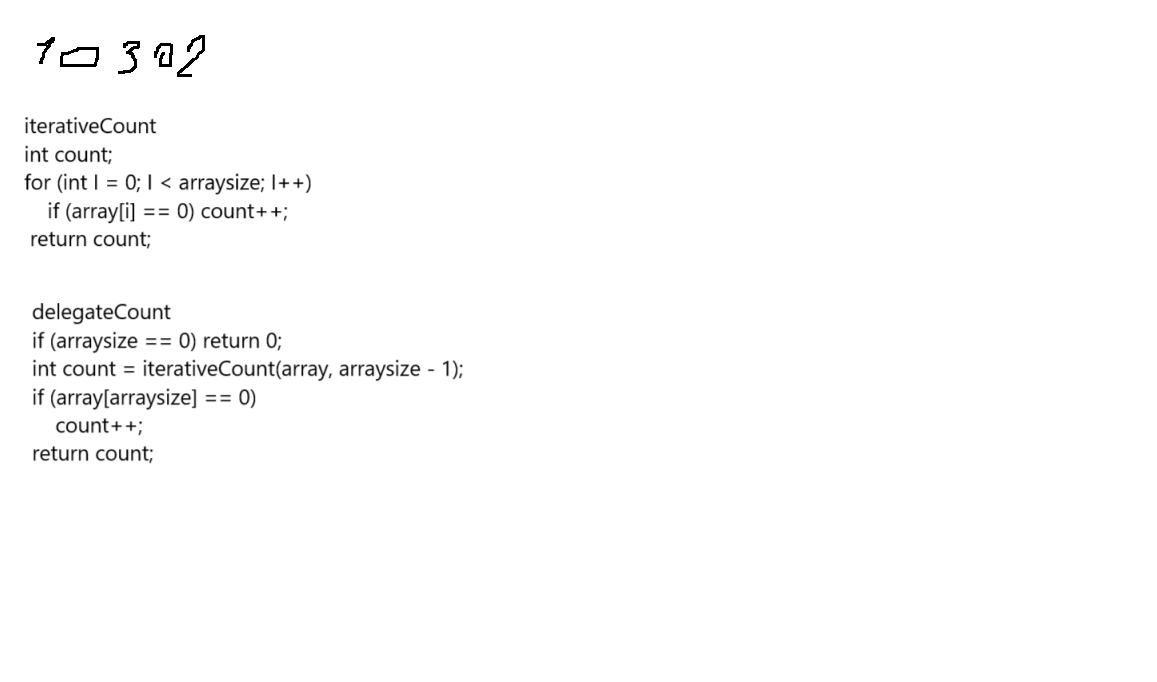 1 0 3 0 2
iterativeCount
int count;
for (int I = 0; I < arraysize; I++)
if (array[i] == 0) count++;
return count;
delegateCount
if (arraysize == 0) return 0;
int count = iterativeCount(array, arraysize - 1);
if (array[arraysize] == 0)
count++;
return count;